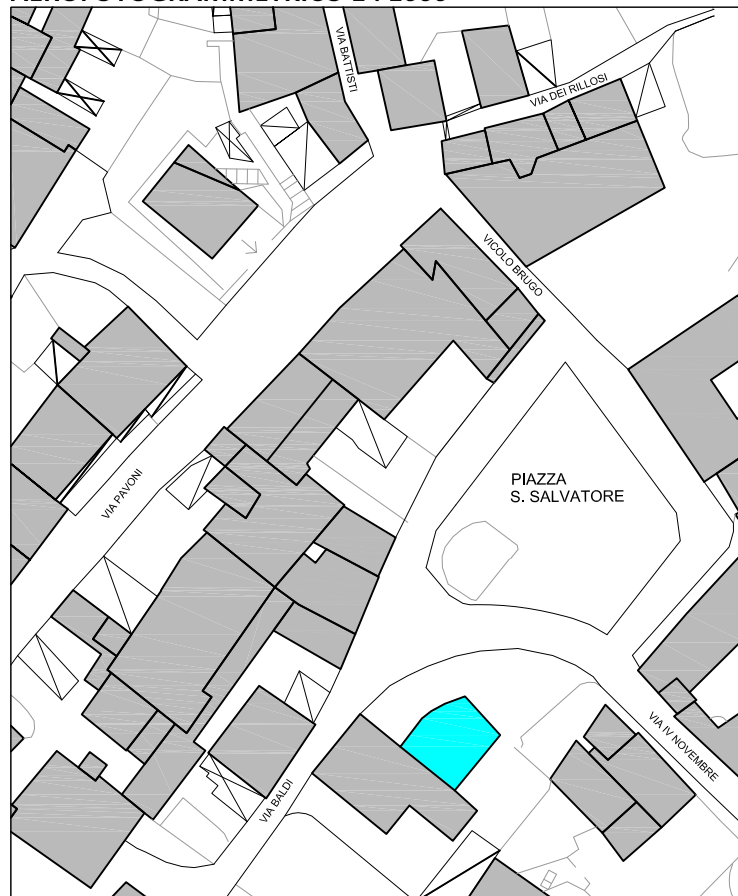 VIA BATTISTI
VIA DEI RILLOSI
VICOLO BRUGO
PIAZZA
S. SALVATORE
VIA PAVONI
VIA IV NOVEMBRE
VIA BALDI